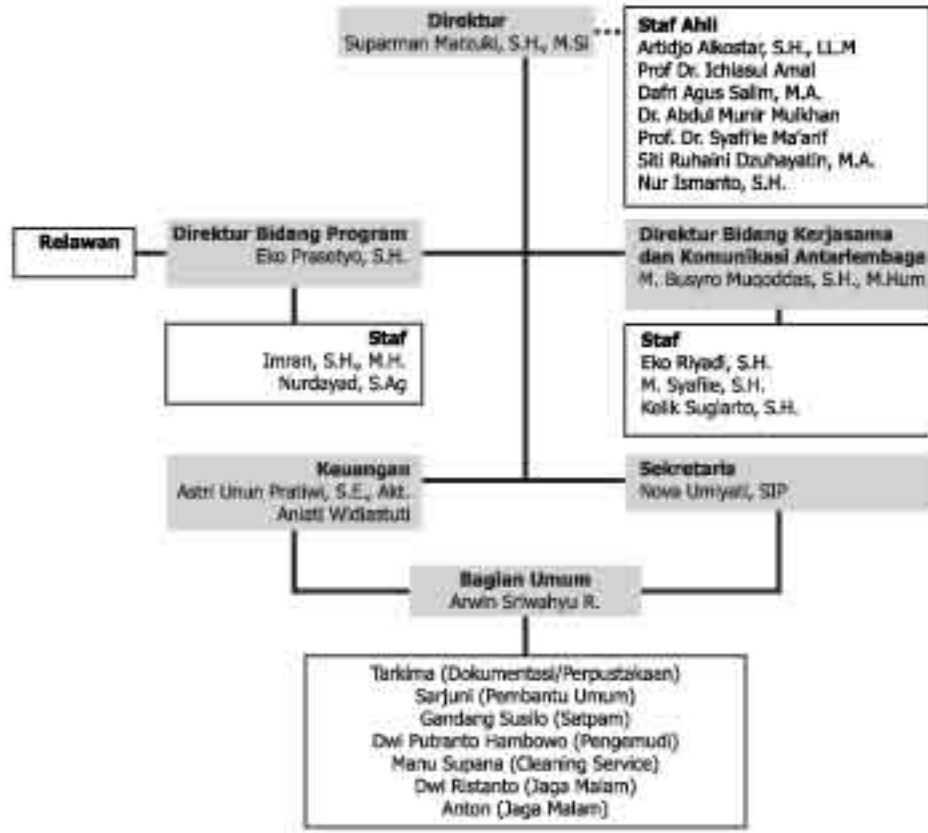 Direktur
Suparman Marzuki, S.H., M.Si
Staf Ahli
Artidjo Alkostar, S.H., LL.M
Prof Dr. Ichlasul Amal
Dafri Agus Salim, M.A.
Dr. Abdul Munir Mulkhan
Prof. Dr. Syafi'ie Ma'arif
Siti Ruhaini Dzuhayatin, M.A.
Nur Ismanto, S.H.
Relawan
Direktur Bidang Program
Eko Prasetyo, S.H.
Direktur Bidang Kerjasama
dan Komunikasi Antarlembaga
M. Busyro Muqoddas, S.H., M.Hum
Staf
Imran, S.H., M.H.
Nurdayad, S.Ag
Staf
Eko Riyadi, S.H.
M. Syafiie, S.H.
Kelik Sugiarto, S.H.
Keuangan
Astri Unun Pratiwi, S.E., Akt.
Aniati Widiastuti
Sekretaris
Nova Umiyati, SIP
Bagian Umum
Arwin Sriwahyu R.
Tarkima (Dokumentasi/Perpustakaan)
Sarjuni (Pembantu Umum)
Gandang Susilo (Satpam)
Dwi Putranto Hambowo (Pengemudi)
Manu Supana (Cleaning Service)
Dwi Ristanto (Jaga Malam)
Anton (Jaga Malam)